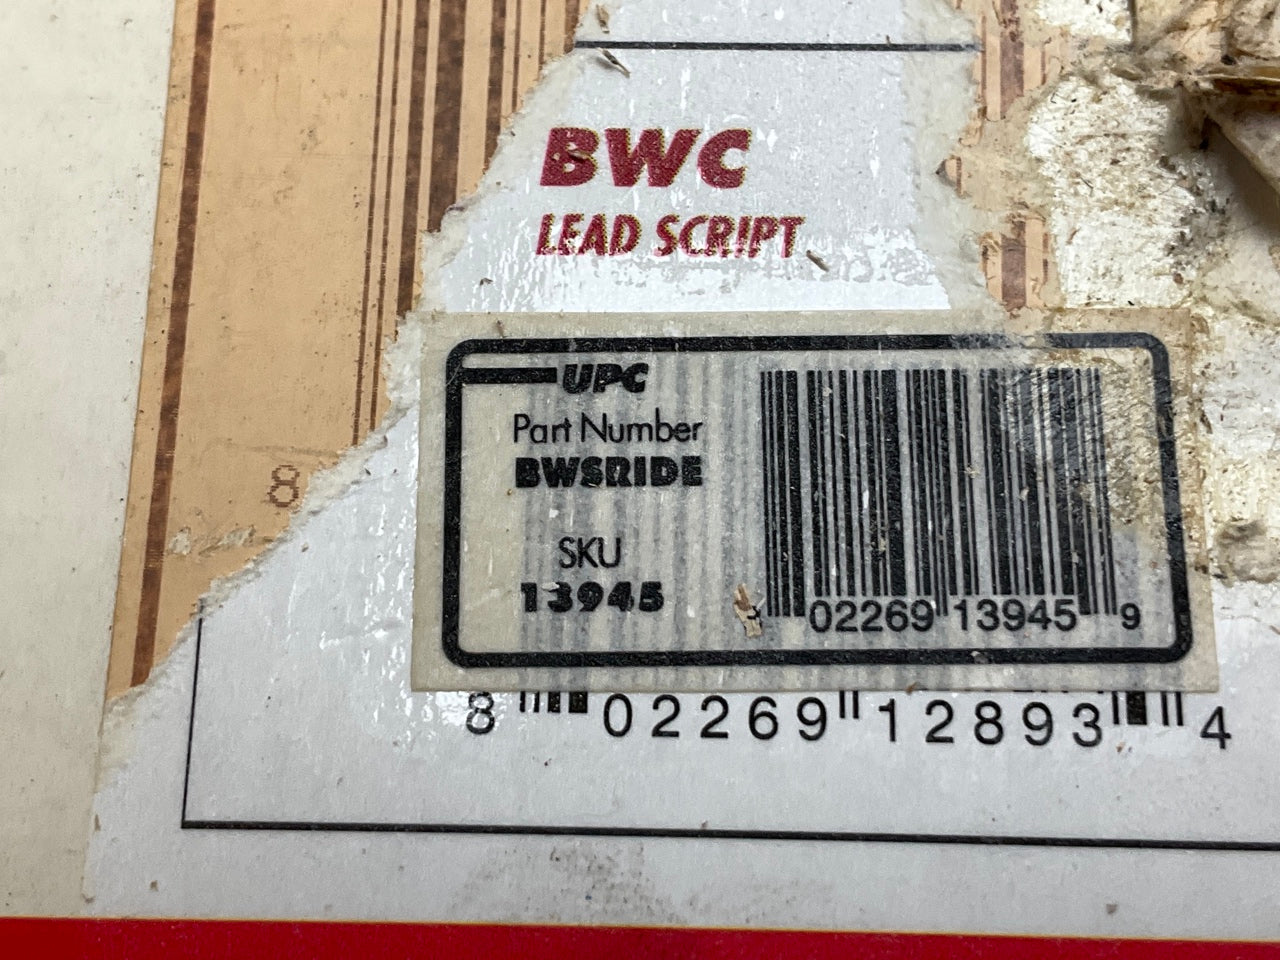 BWC
LEAD SCRIPT
UPC
Part Number
BWSRIDE
SKU
13945
02269 13945 9
8
8 02269 12893 4